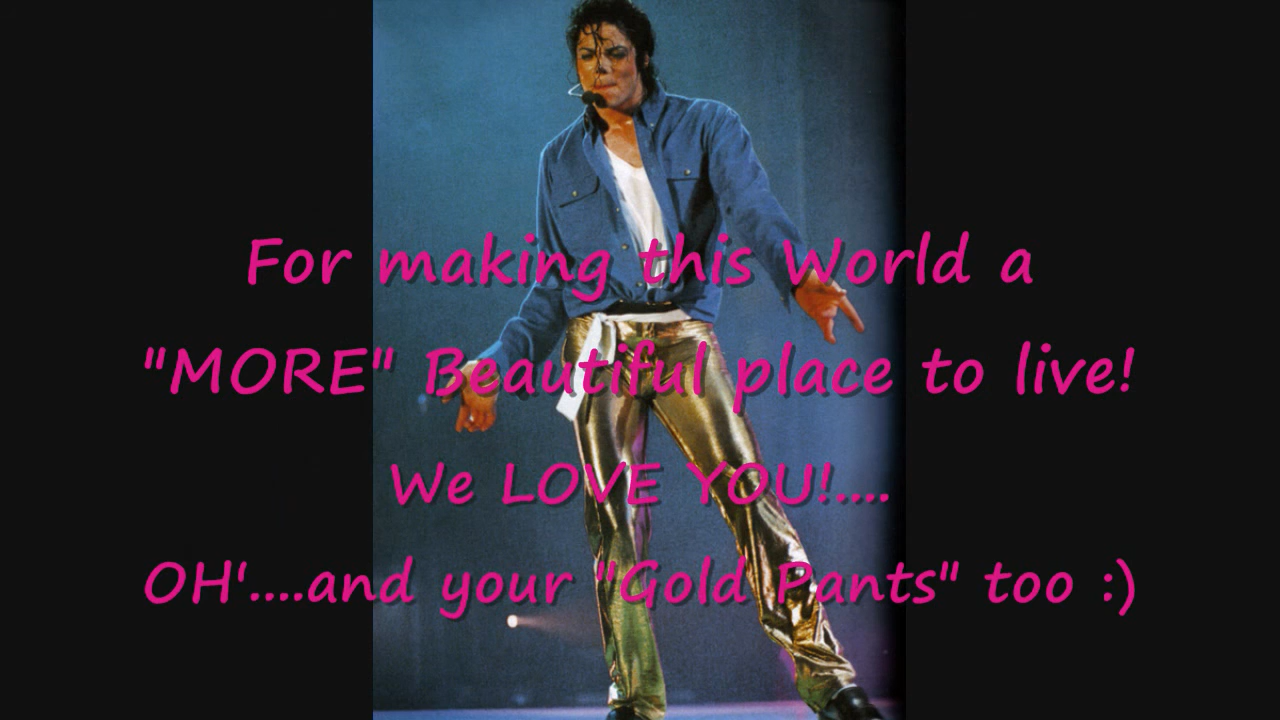 For making this World a
"MORE" Beautiful place to live!
We LOVE YOU!....
OH'....and your "Gold Pants" too :)